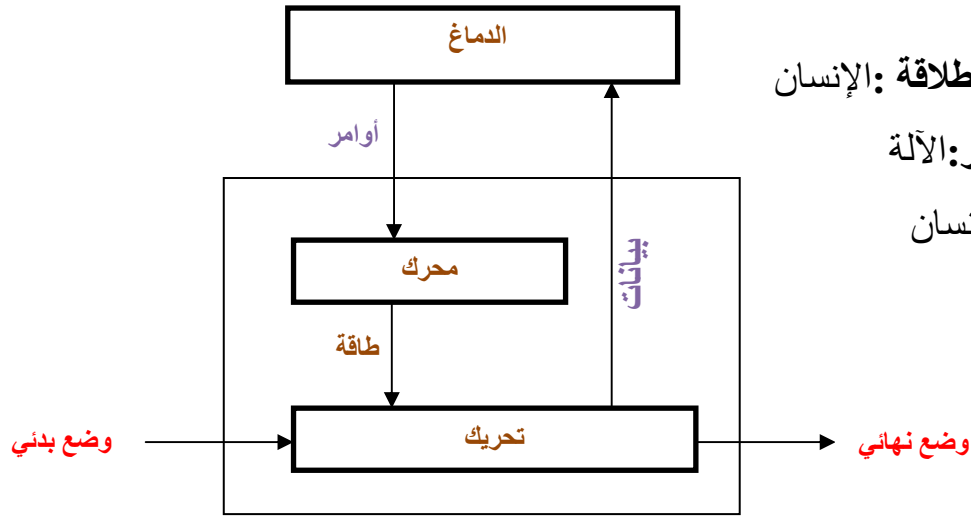 الدماغ
طلاقة :الإنسان
أوامر
ر:الآلة
نسان
محرك
بيانات
طاقة
تحريك
وضع بدئي
وضع نهائي